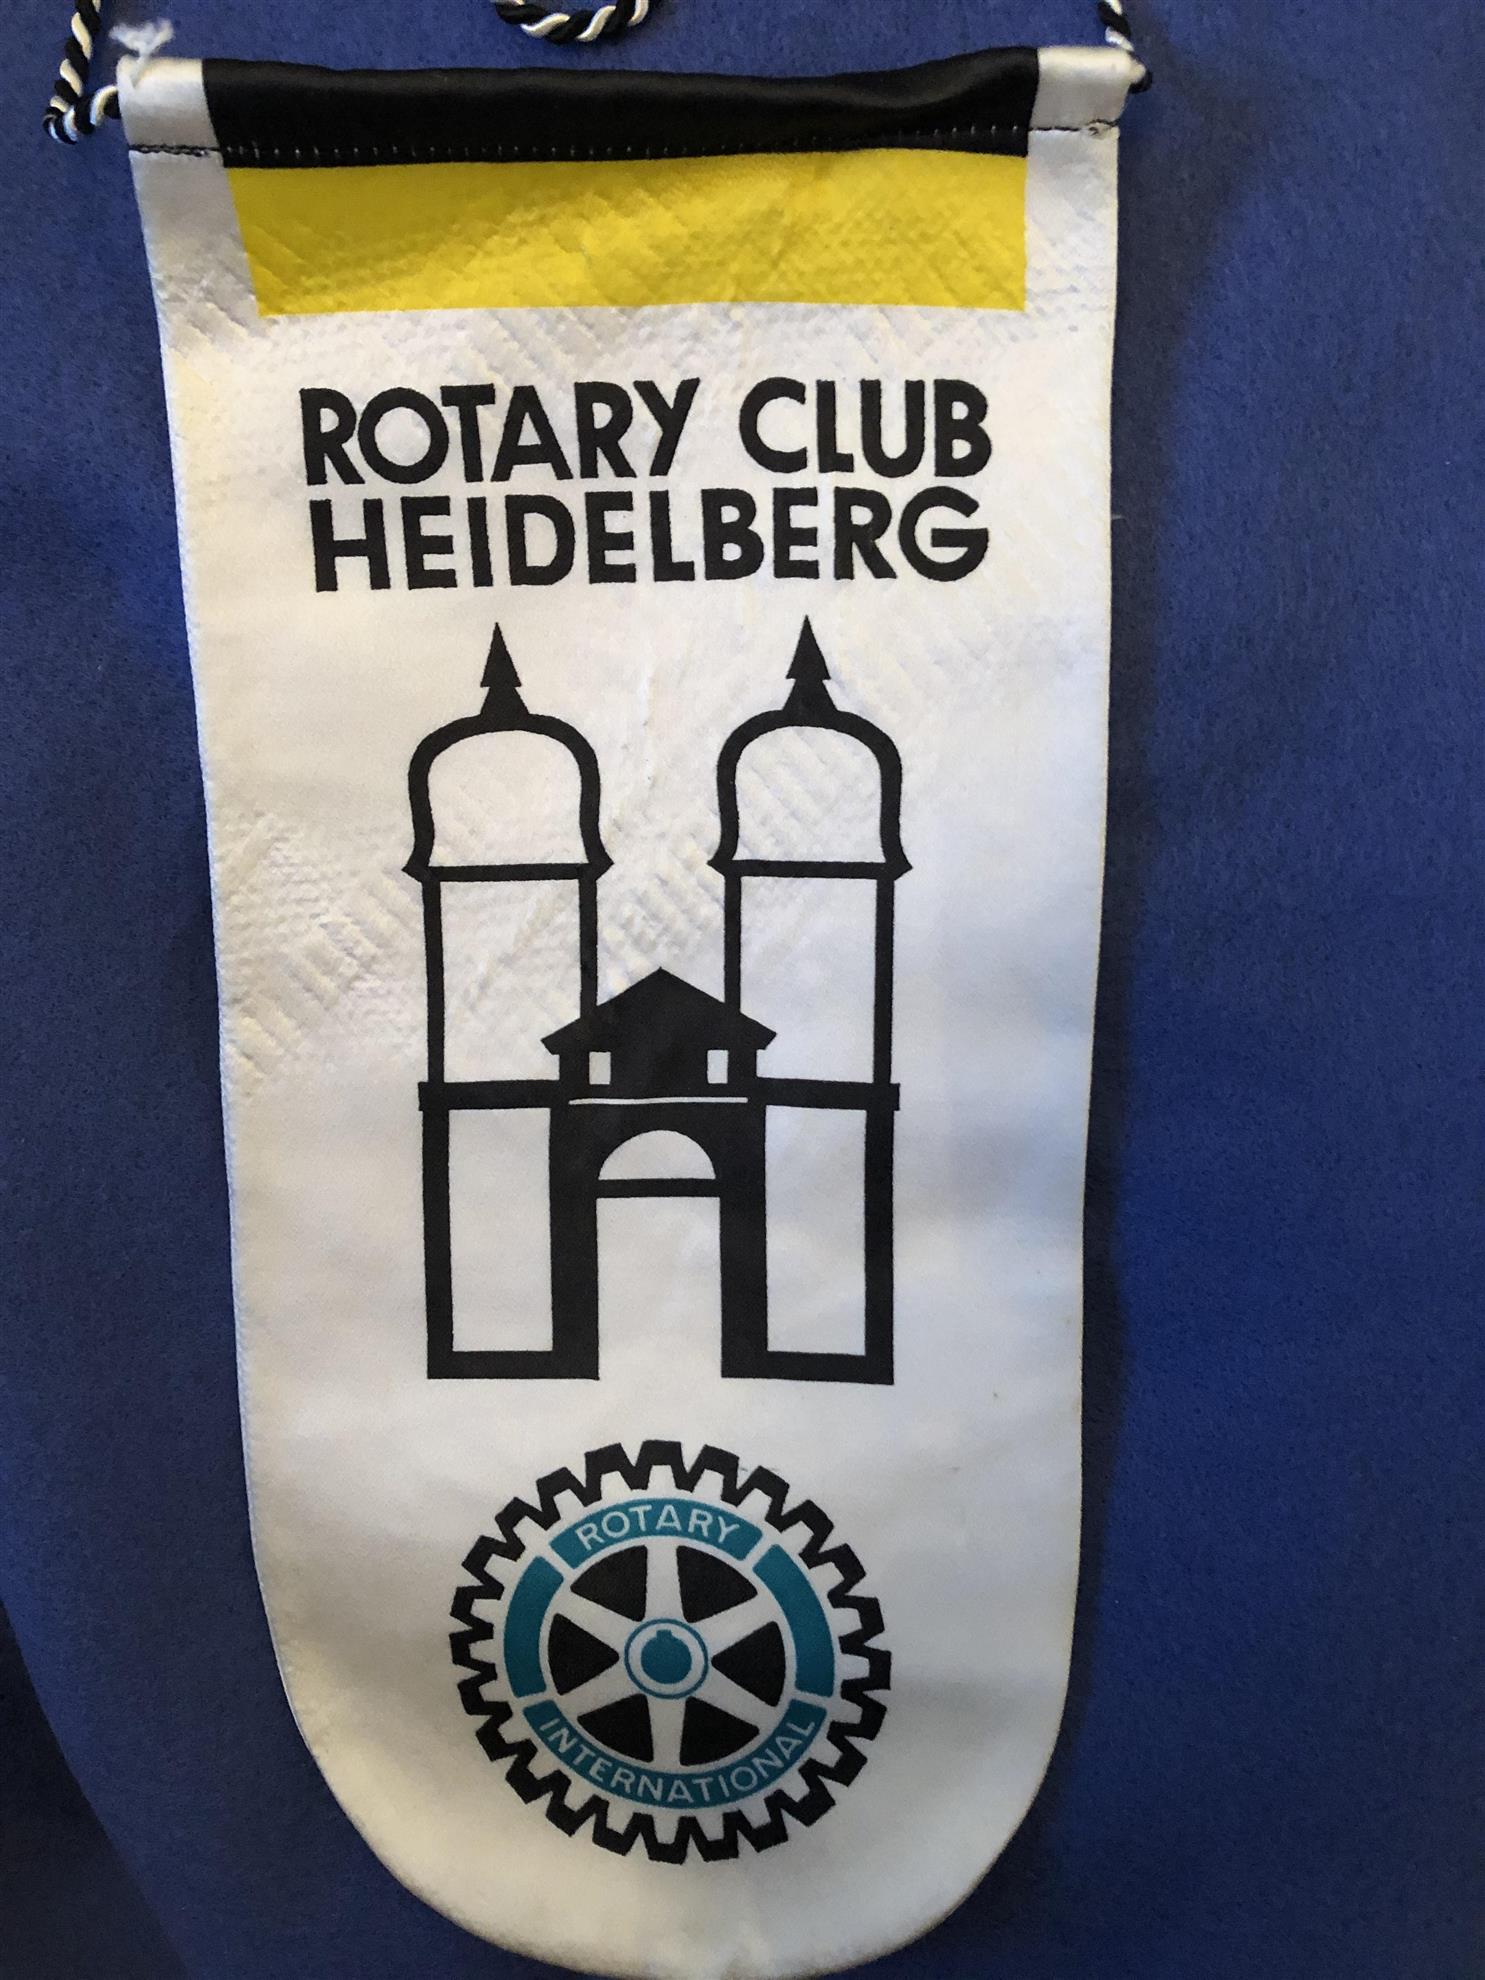 ROTARY CLUB
HEIDELBERG
ROTARY
INTERNATIONAL